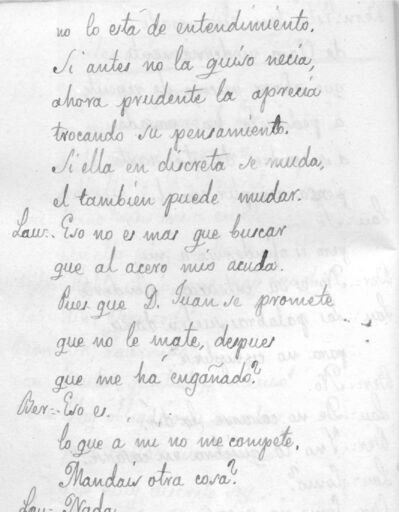 no lo está de entendimiento.
Si antes no la quiso necia,
ahora prudente la aprecia
trocando su pensamiento.
Si ella en discreta se muda,
el también puede mudar.
Lau.- Eso no es mas que buscar
que al acero mio acuda.
Pues que D. Juan se promete
que no le mate, despues
que me há engañado?
Ber.- Eso es.
lo que a mi no me compete.
Mandais otra cosa?
Lau- Nada